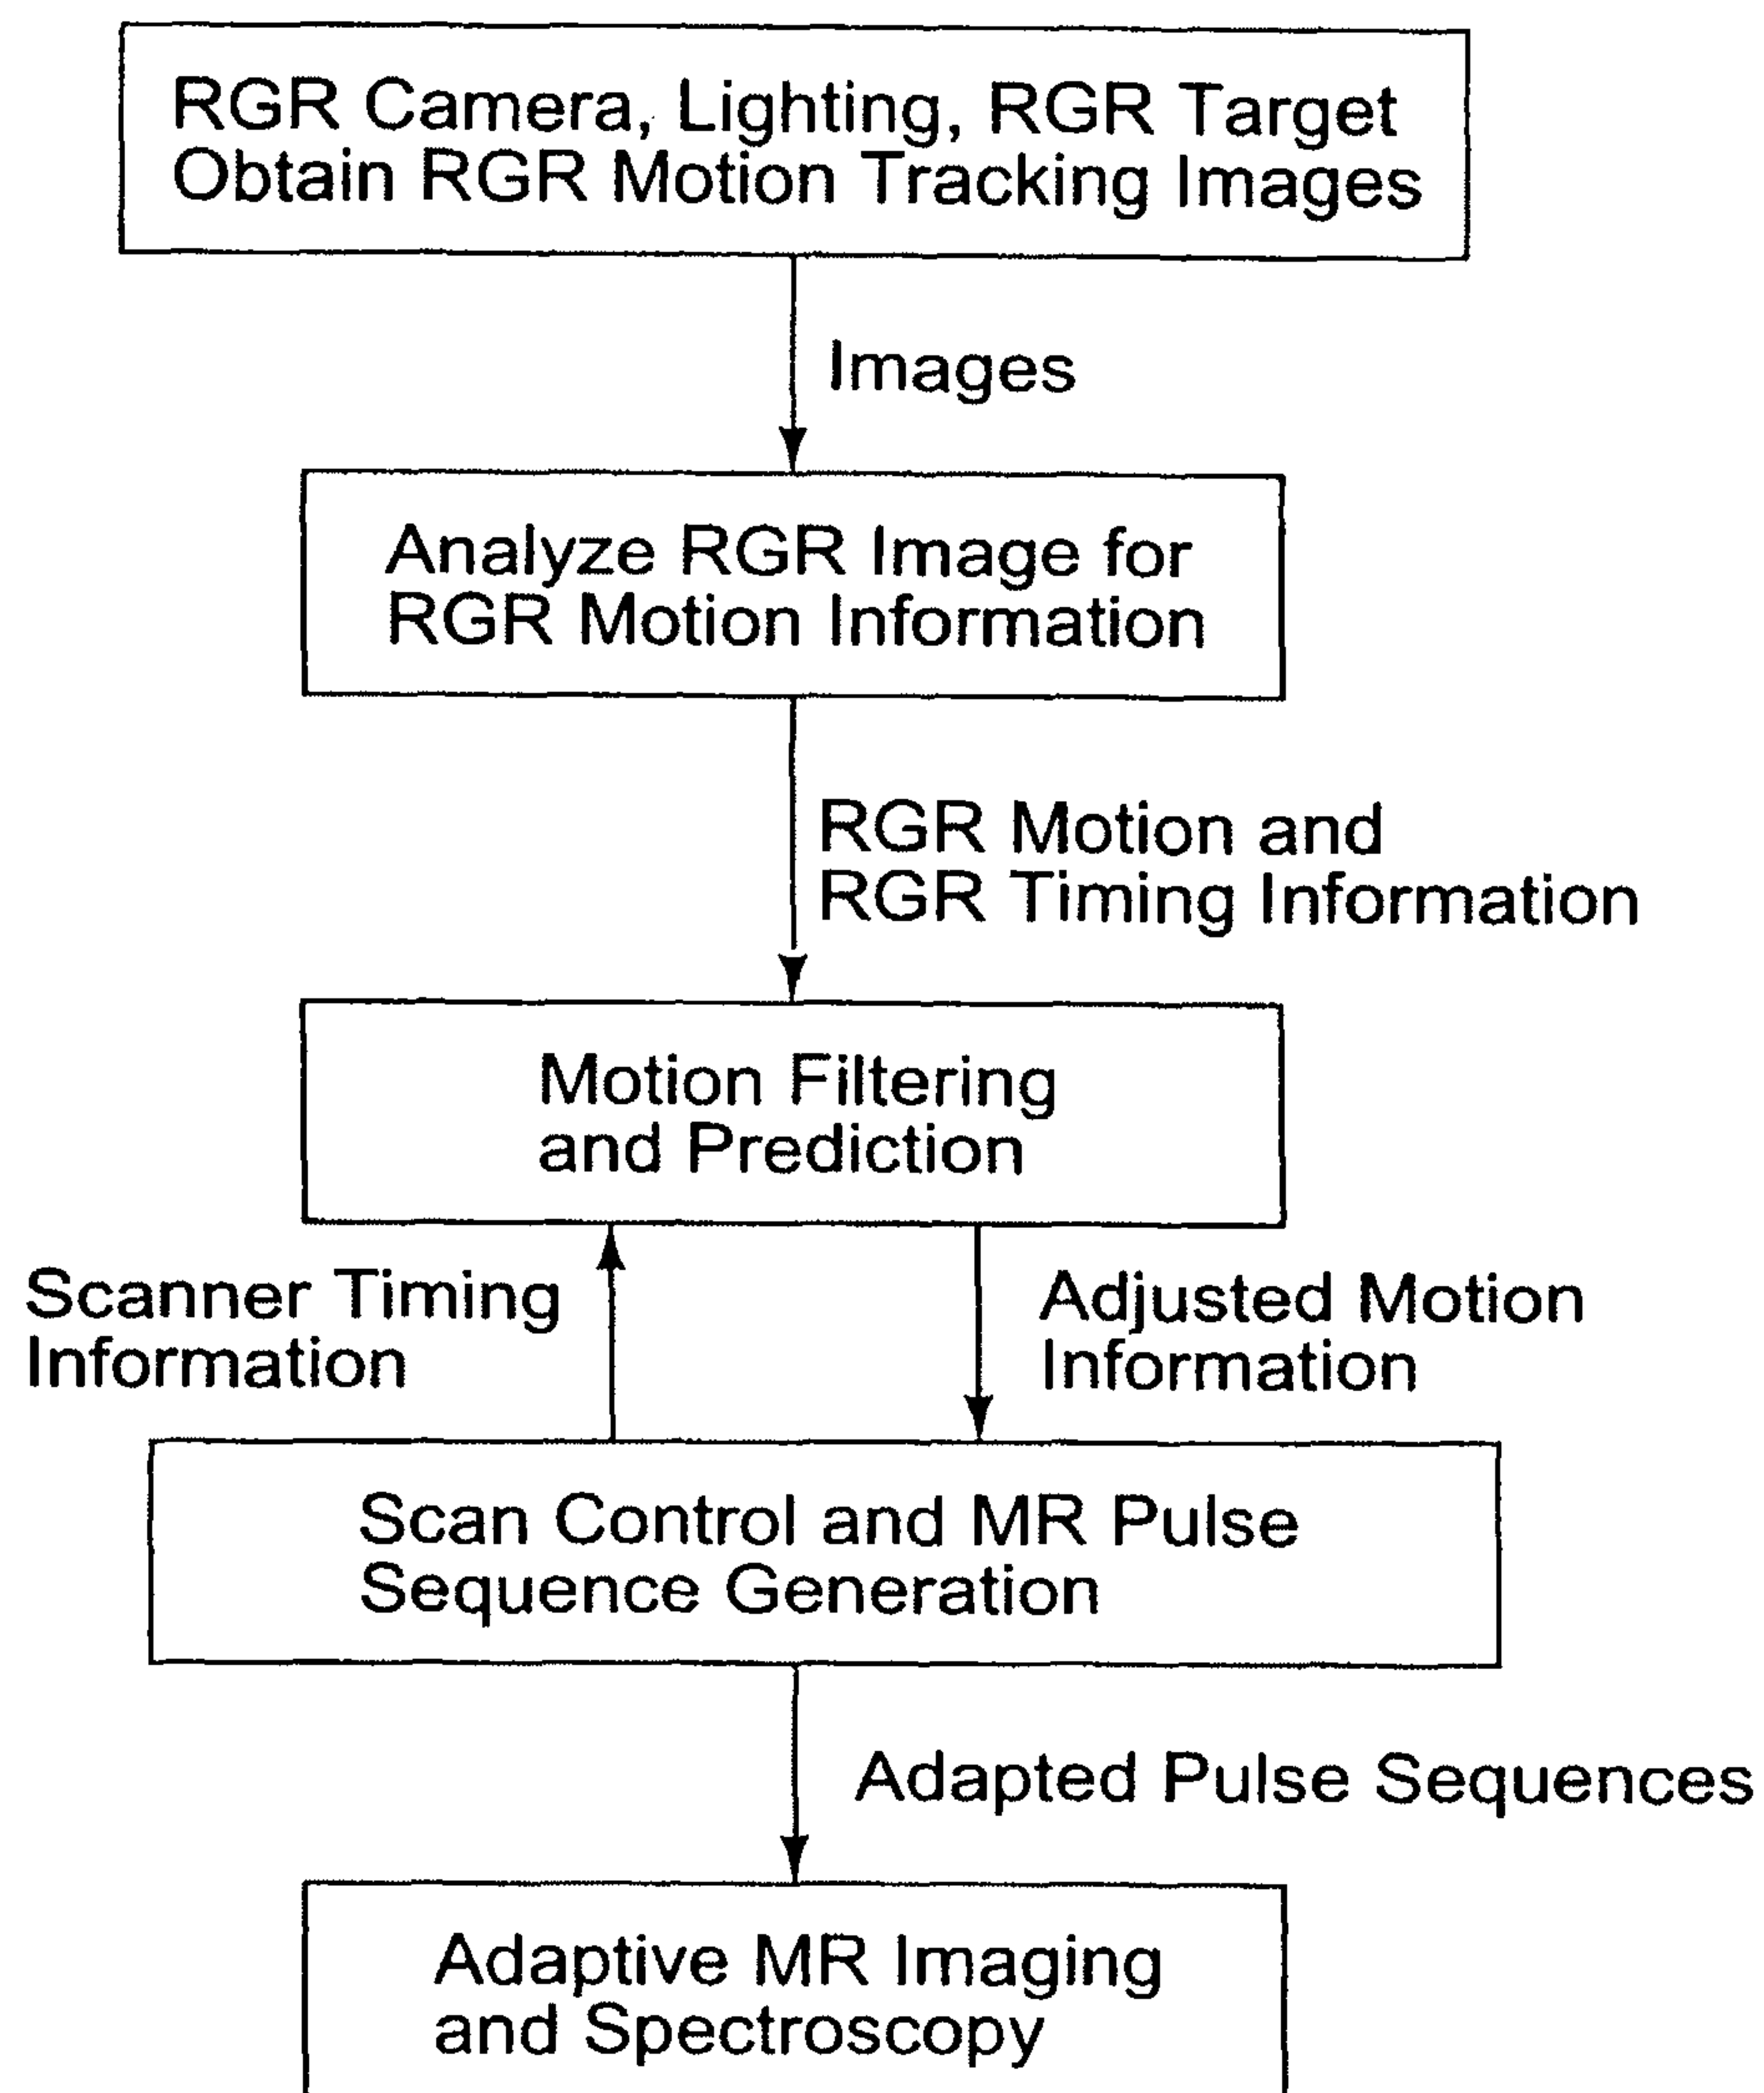 RGR Camera, Lighting, RGR Target
Obtain RGR Motion Tracking Images
Images
Analyze RGR Image for
RGR Motion Information
RGR Motion and
RGR Timing Information
Motion Filtering
and Prediction
Scanner Timing
Information
Adjusted Motion
Information
Scan Control and MR Pulse
Sequence Generation
Adapted Pulse Sequences
Adaptive MR Imaging
and Spectroscopy